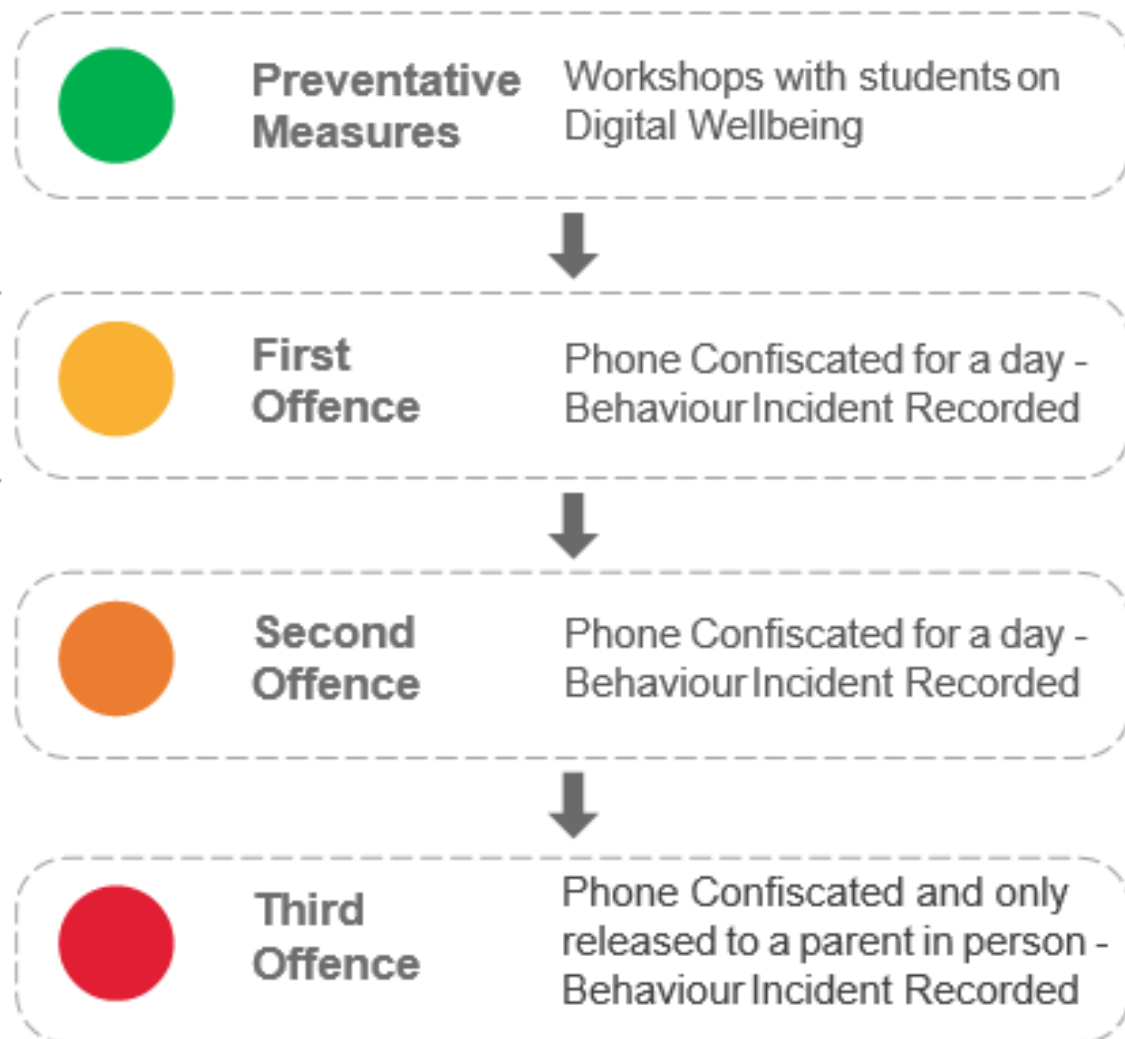 Preventative Measures
Workshops with students on
Digital Wellbeing
First
Offence
Phone Confiscated for a day -
Behaviour Incident Recorded
Second
Offence
Phone Confiscated for a day -
Behaviour Incident Recorded
Third
Offence
Phone Confiscated and only
released to a parent in person -
Behaviour Incident Recorded